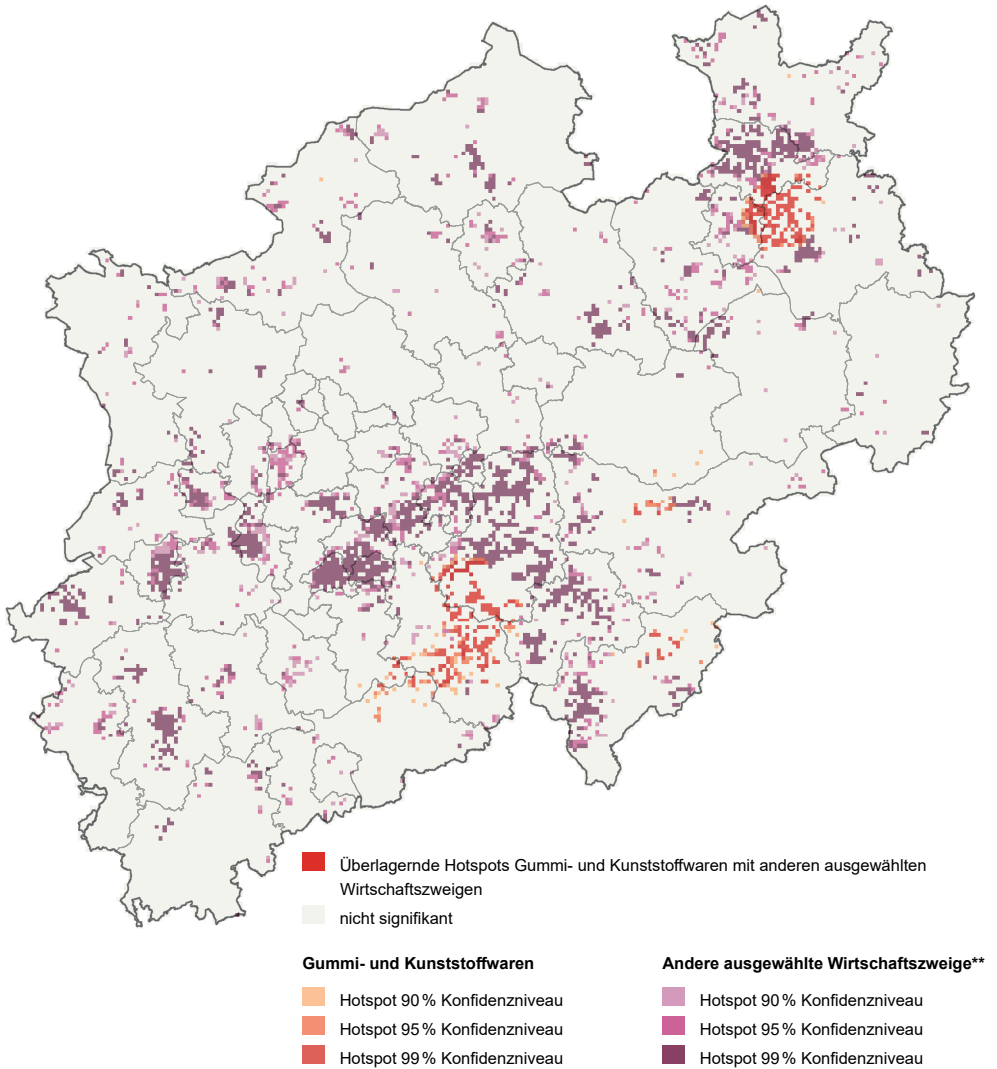 Überlagernde Hotspots Gummi- und Kunststoffwaren mit anderen ausgewählten
Wirtschaftszweigen
nicht signifikant
Gummi- und Kunststoffwaren
Hotspot 90 % Konfidenzniveau
Hotspot 95 % Konfidenzniveau
Hotspot 99 % Konfidenzniveau
Andere ausgewählte Wirtschaftszweige**
Hotspot 90 % Konfidenzniveau
Hotspot 95 % Konfidenzniveau
Hotspot 99 % Konfidenzniveau